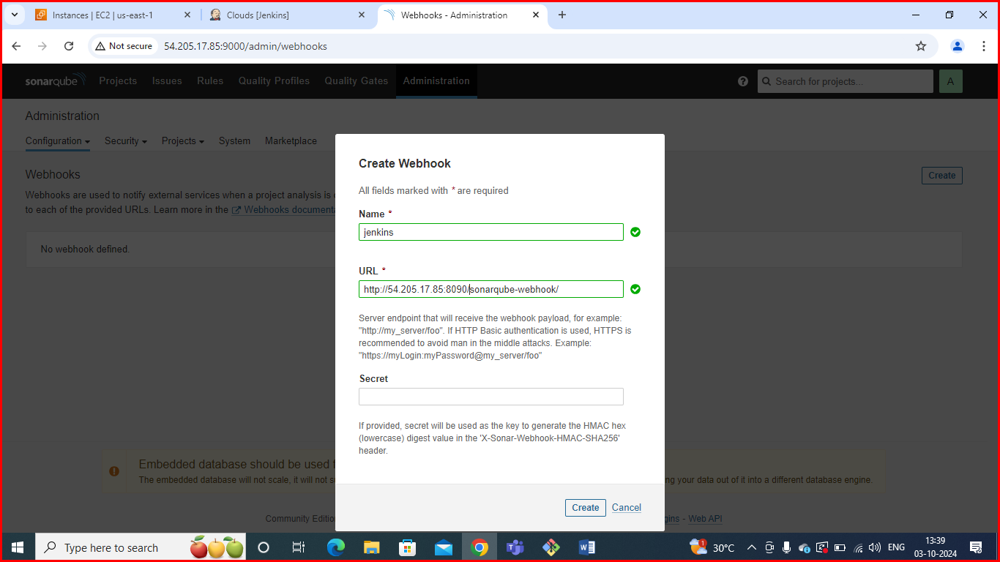 Instances | EC2 | us-east-1
Clouds [Jenkins]
Webhooks - Administration
Not secure
54.205.17.85:9000/admin/webhooks
sonarqube
Projects
Issues
Rules
Quality Profiles
Quality Gates
Administration
Search for projects...
A
Administration
Configuration
Security
Projects
System
Marketplace
Webhooks
Create
Webhooks are used to notify external services when a project analysis is
to each of the provided URLs. Learn more in the Webhooks documenta
No webhook defined.
Create Webhook
All fields marked with * are required
Name *
jenkins
URL *
http://54.205.17.85:8090/sonarqube-webhook/
Server endpoint that will receive the webhook payload, for example:
"http://my_server/foo". If HTTP Basic authentication is used, HTTPS is
recommended to avoid man in the middle attacks. Example:
"https://myLogin:myPassword@my_server/foo"
Secret
If provided, secret will be used as the key to generate the HMAC hex
(lowercase) digest value in the 'X-Sonar-Webhook-HMAC-SHA256'
header.
Create
Cancel
Embedded database should be used
The embedded database will not scale, it will not
ng your data out of it into a different database engine.
Community Editio
gins - Web API
Type here to search
1
30°C
ENG
13:39
03-10-2024